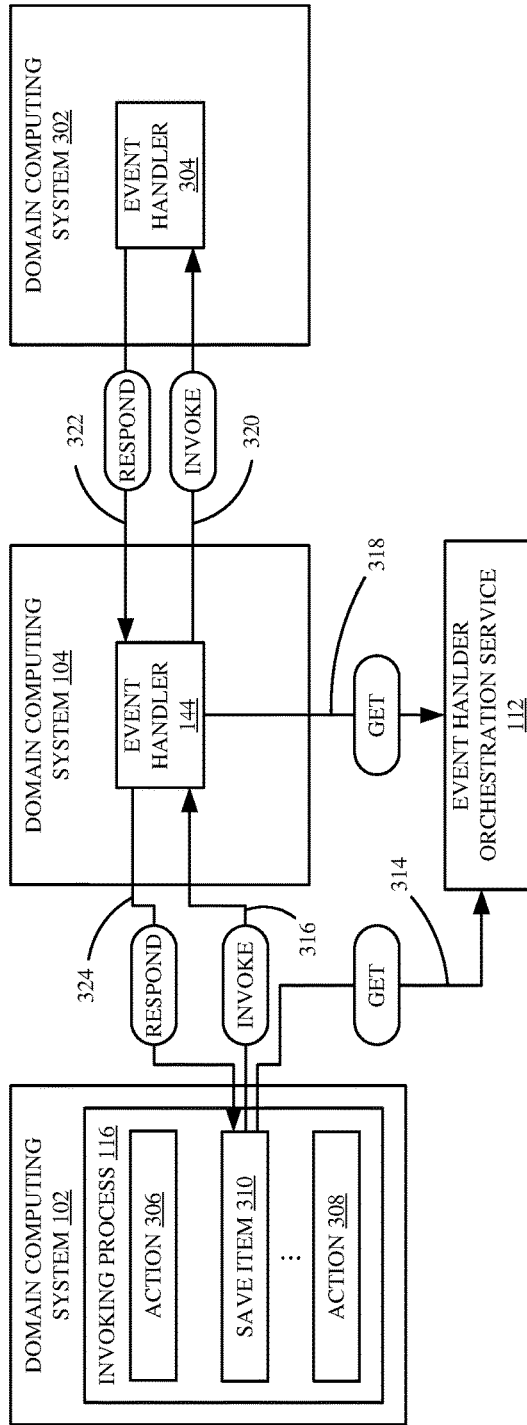 DOMAIN COMPUTING
SYSTEM 102
INVOKING PROCESS 116
ACTION 306
SAVE ITEM 310
...
ACTION 308
324
RESPOND
INVOKE
316
GET
314
DOMAIN COMPUTING
SYSTEM 104
EVENT
HANDLER
144
GET
318
EVENT HANLDER
ORCHESTRATION SERVICE
112
322
RESPOND
INVOKE
320
DOMAIN COMPUTING
SYSTEM 302
EVENT
HANDLER
304